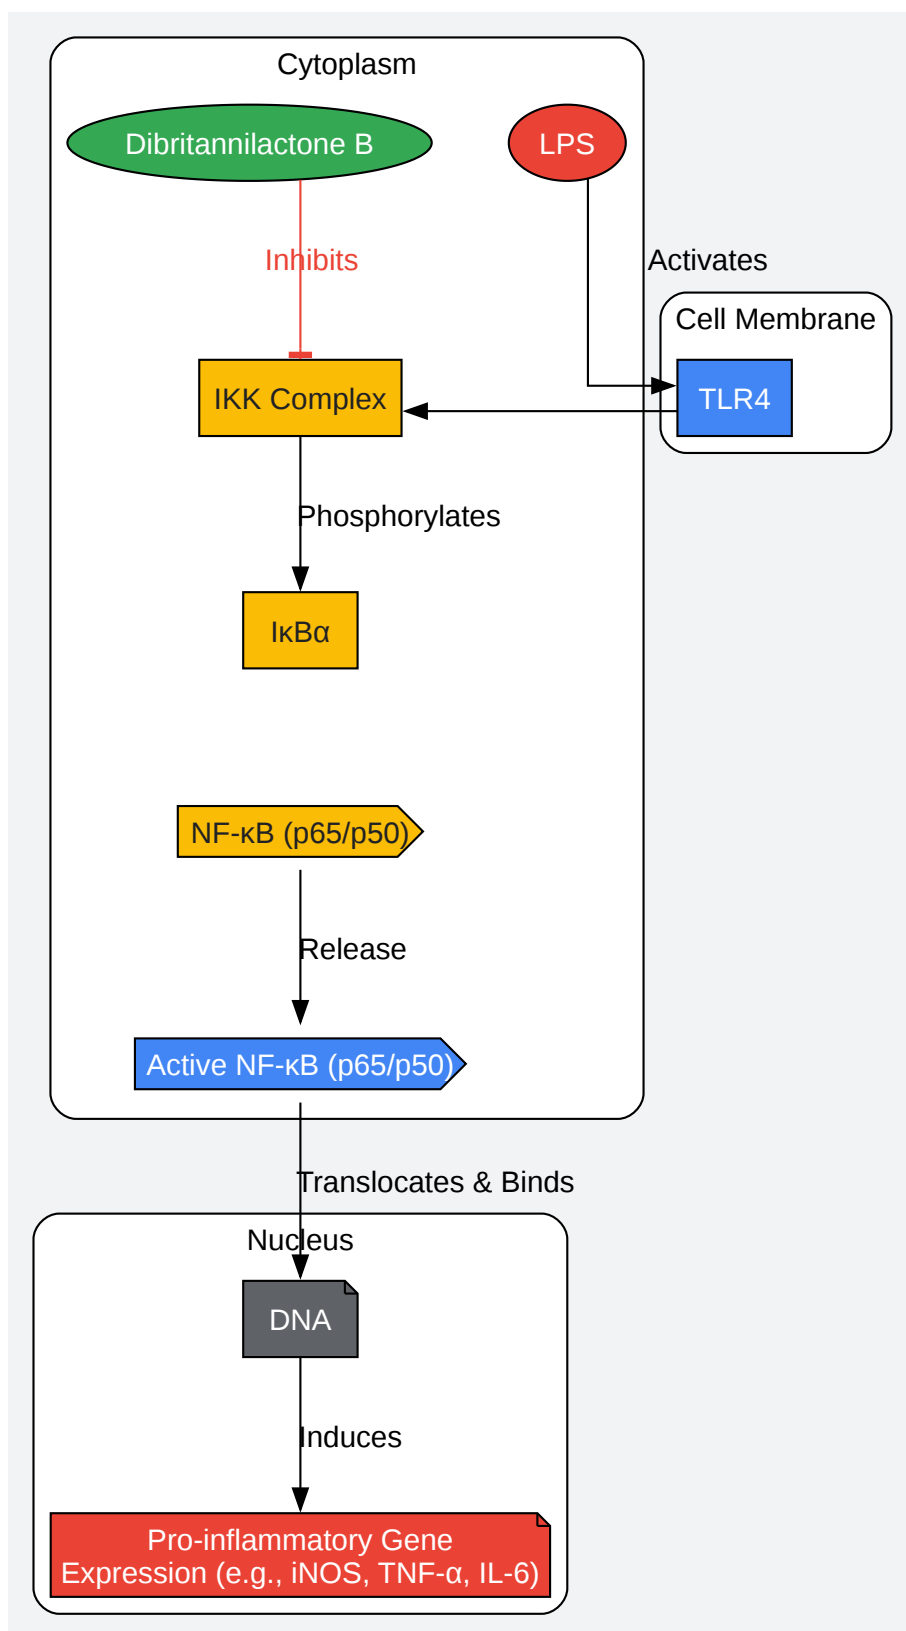 Cytoplasm
Dibritannilactone B
LPS
Inhibits
Activates
Cell Membrane
IKK Complex
TLR4
Phosphorylates
IκBα
NF-κB (p65/p50)
Release
Active NF-κB (p65/p50)
Translocates & Binds
Nucleus
DNA
Induces
Pro-inflammatory Gene
Expression (e.g., iNOS, TNF-α, IL-6)